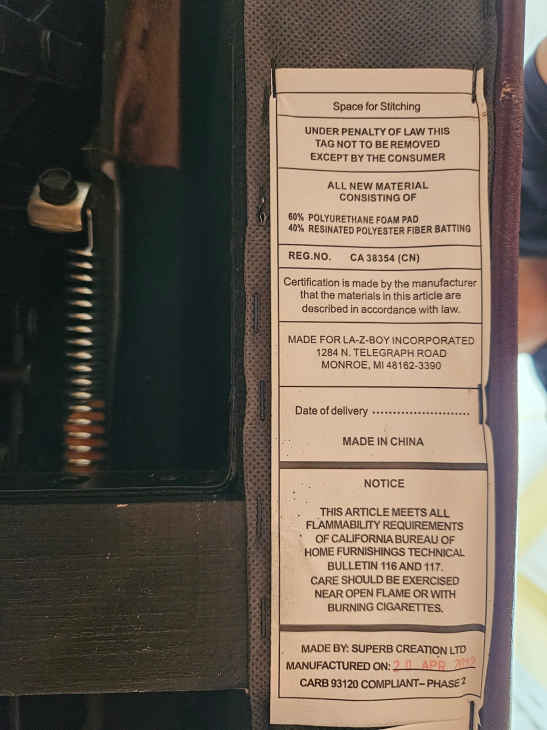 Space for Stitching
UNDER PENALTY OF LAW THIS
TAG NOT TO BE REMOVED
EXCEPT BY THE CONSUMER
ALL NEW MATERIAL
CONSISTING OF
60% POLYURETHANE FOAM PAD
40% RESINATED POLYESTER FIBER BATTING
REG.NO. CA 38354 (CN)
Certification is made by the manufacturer
that the materials in this article are
described in accordance with law.
MADE FOR LA-Z-BOY INCORPORATED
1284 N. TELEGRAPH ROAD
MONROE, MI 48162-3390
Date of delivery ........................
MADE IN CHINA
NOTICE
THIS ARTICLE MEETS ALL
FLAMMABILITY REQUIREMENTS
OF CALIFORNIA BUREAU OF
HOME FURNISHINGS TECHNICAL
BULLETIN 116 AND 117.
CARE SHOULD BE EXERCISED
NEAR OPEN FLAME OR WITH
BURNING CIGARETTES.
MADE BY: SUPERB CREATION LTD
MANUFACTURED ON: 20 APR 2012
CARB 93120 COMPLIANT– PHASE 2